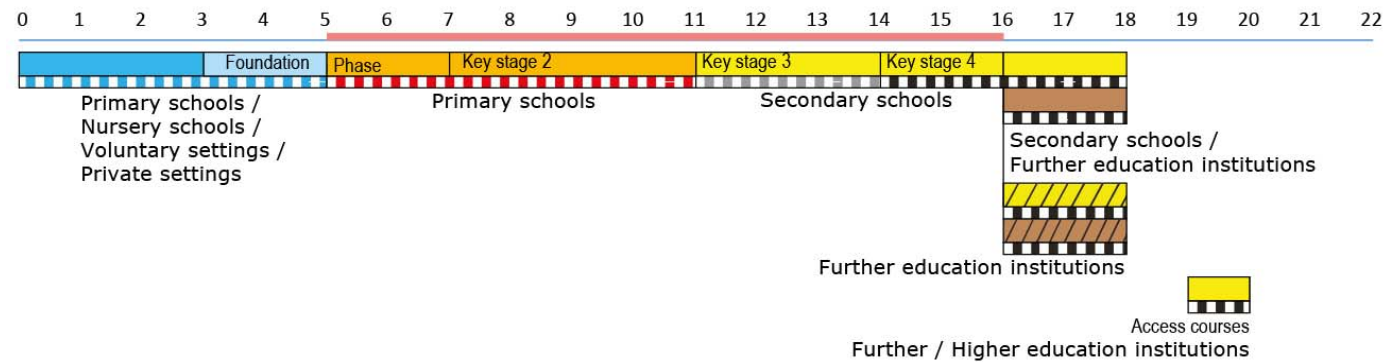 0 1 2 3 4 5 6 7 8 9 10 11 12 13 14 15 16 17 18 19 20 22
Foundation Phase Key stage 2 Key stage 3 Key stage 4
Primary schools /
Nursery schools /
Voluntary settings /
Private settings
Primary schools
Secondary schools
Secondary schools /
Further education institutions
Further education institutions
Access courses
Further / Higher education institutions